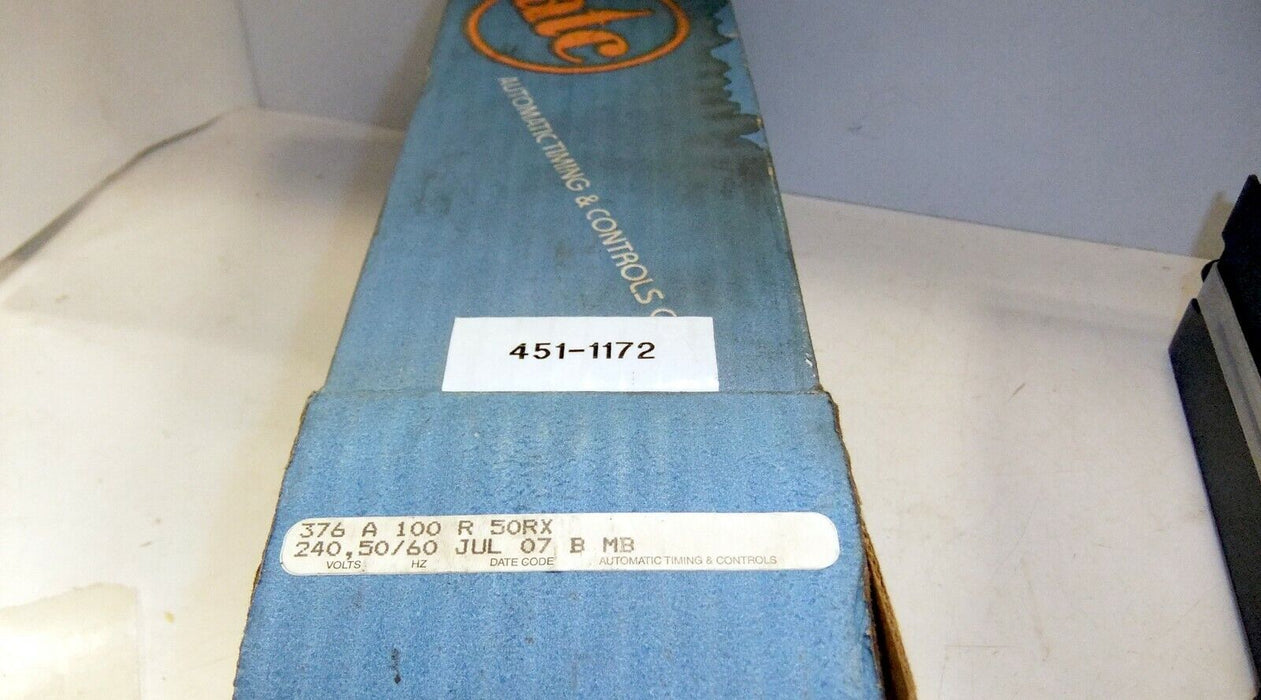 atc
AUTOMATIC TIMING & CONTROLS
451-1172
376 A 100 R 50RX
240,50/60 JUL 07 B MB
VOLTS HZ DATE CODE AUTOMATIC TIMING & CONTROLS